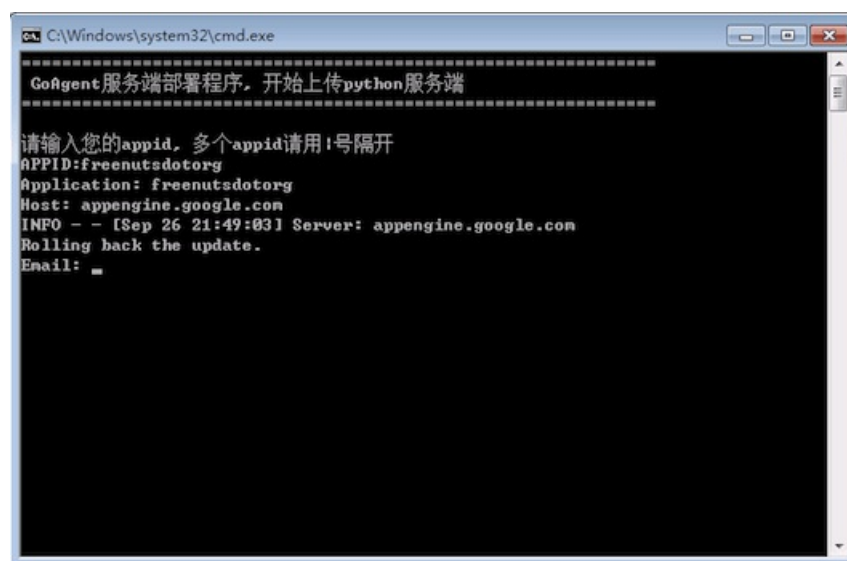 C:\Windows\system32\cmd.exe
===============================================================
GoAgent服务端部署程序, 开始上传python服务端
===============================================================
请输入您的appid, 多个appid请用|号隔开
APPID:freenutsdotorg
Application: freenutsdotorg
Host: appengine.google.com
INFO - - [Sep 26 21:49:03] Server: appengine.google.com
Rolling back the update.
Email: _